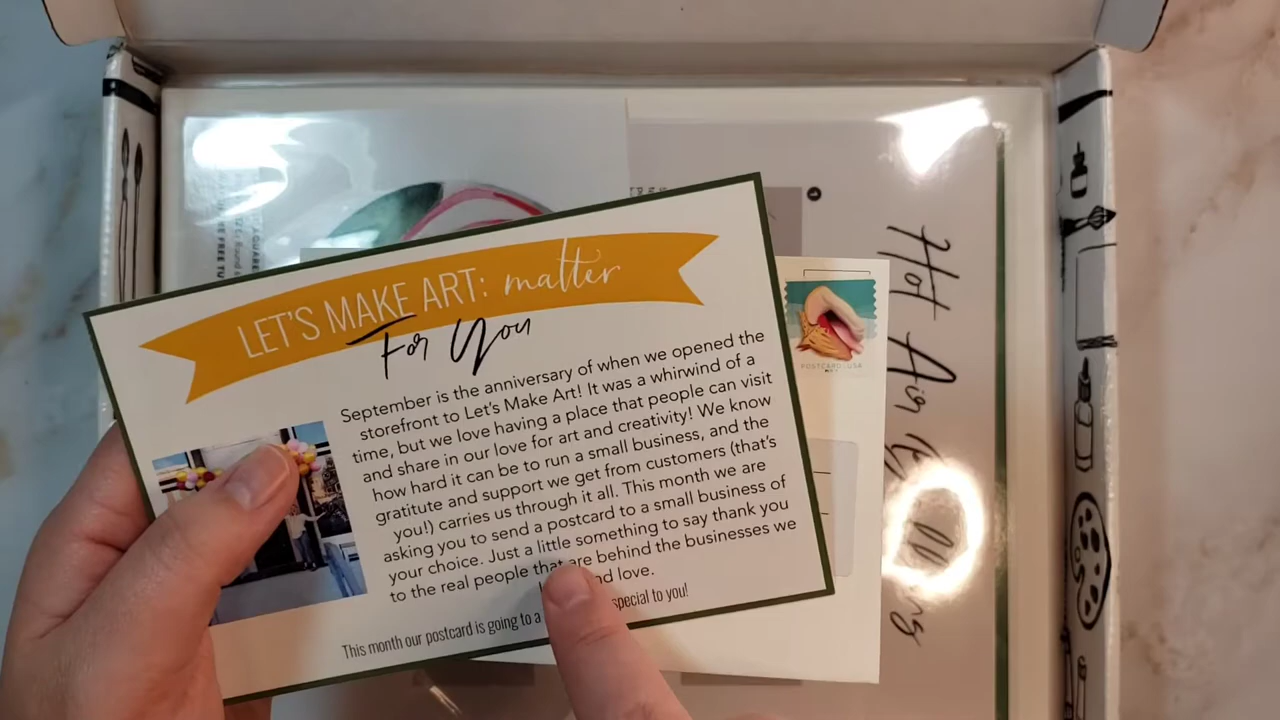 LET'S MAKE ART: matter
For You
September is the anniversary of when we opened the
storefront to Let's Make Art! It was a whirwind of a
time, but we love having a place that people can visit
and share in our love for art and creativity! We know
how hard it can be to run a small business, and the
gratitude and support we get from customers (that's
you!) carries us through it all. This month we are
asking you to send a postcard to a small business of
your choice. Just a little something to say thank you
to the real people that are behind the businesses we
and love.
This month our postcard is going to a special to you!
POSTCARD USA
Hot Air
1